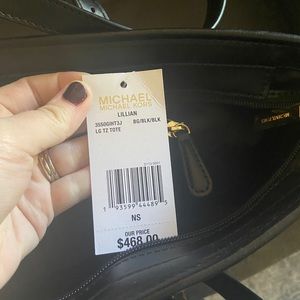 MICHAEL
MICHAEL KORS
LILLIAN
35S0GINT3J BG/BLK/BLK
LG TZ TOTE
1 93599 44489 5
NS
OUR PRICE
$468.00